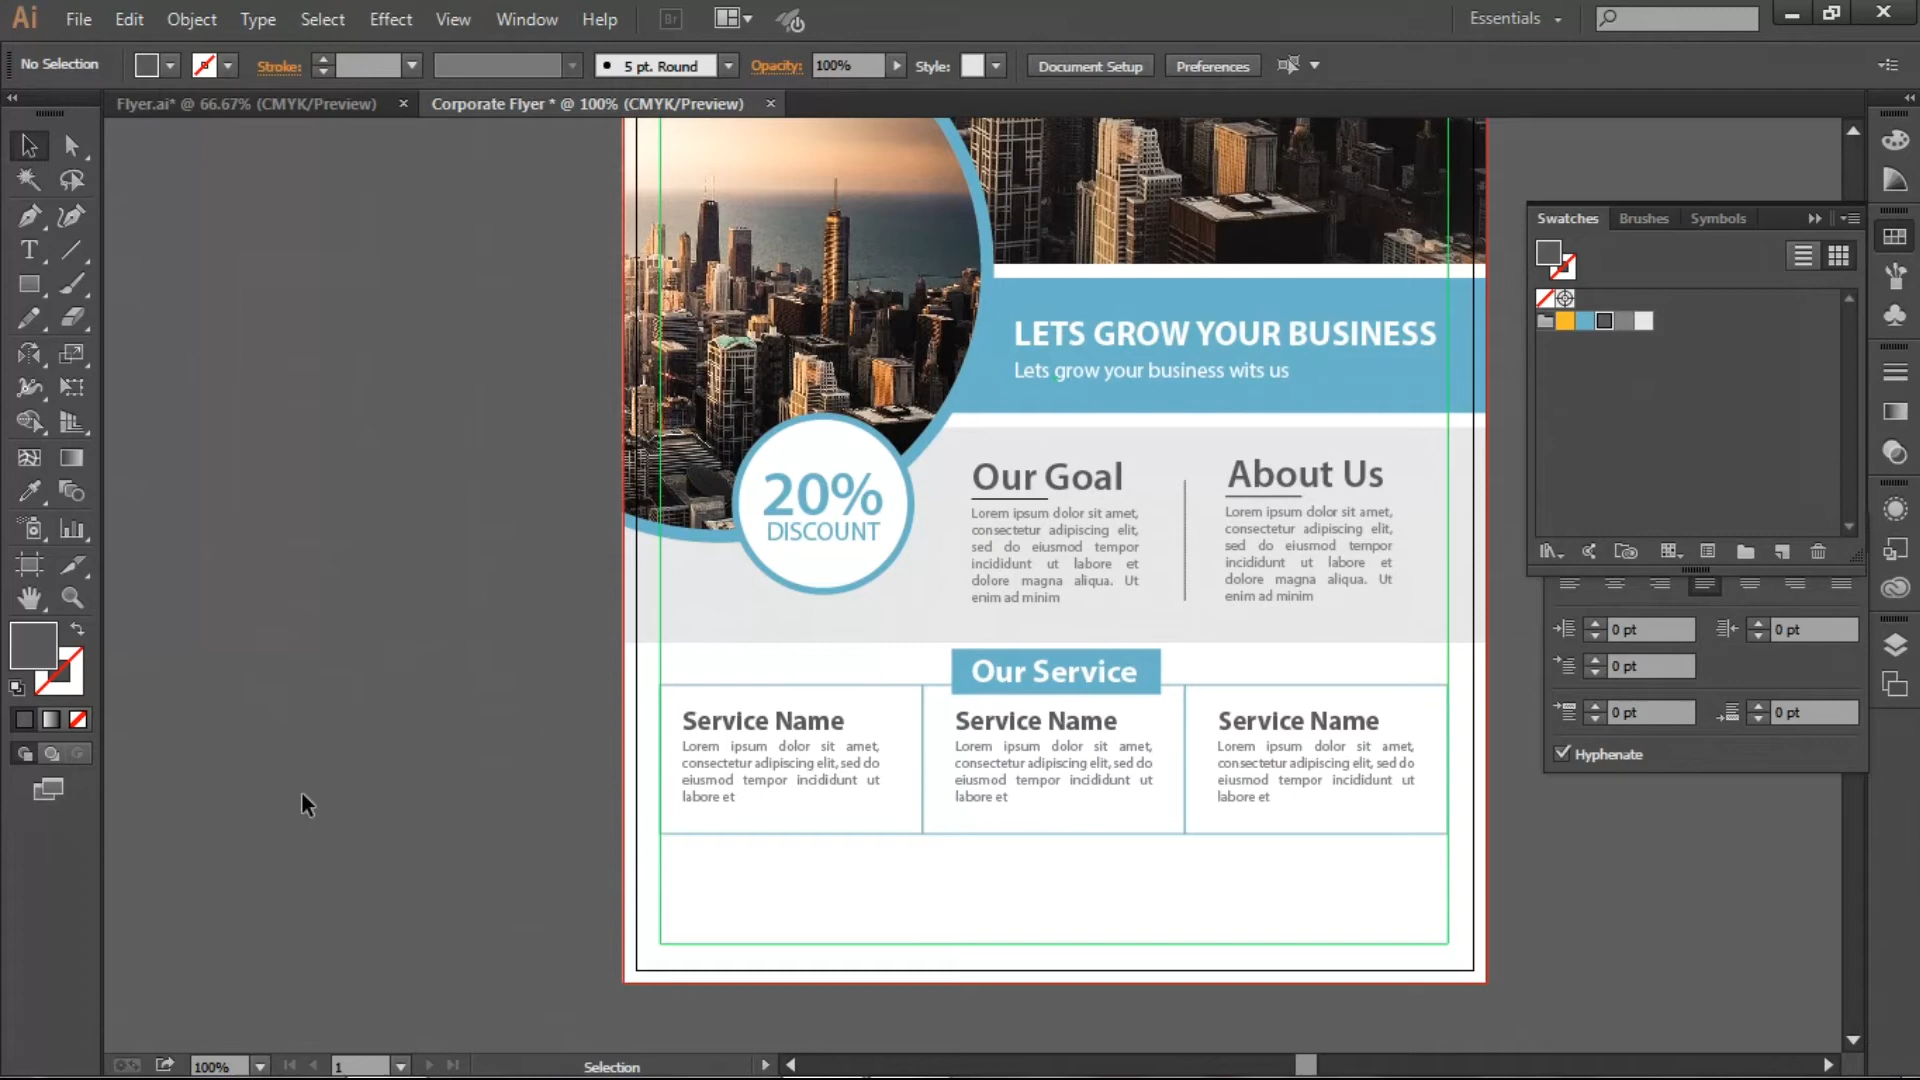 Ai File Edit Object Type Select Effect View Window Help Br Essentials
No Selection Stroke: 5 pt. Round Opacity: 100% Style: Document Setup Preferences
Flyer.ai* @ 66.67% (CMYK/Preview) × Corporate Flyer * @ 100% (CMYK/Preview) ×
Swatches Brushes Symbols
LETS GROW YOUR BUSINESS
Lets grow your business wits us
20%
DISCOUNT
Our Goal
Lorem ipsum dolor sit amet,
consectetur adipiscing elit,
sed do eiusmod tempor
incididunt ut labore et
dolore magna aliqua. Ut
enim ad minim
About Us
Lorem ipsum dolor sit amet,
consectetur adipiscing elit,
sed do eiusmod tempor
incididunt ut labore et
dolore magna aliqua. Ut
enim ad minim
0 pt 0 pt
0 pt
0 pt 0 pt
Hyphenate
Our Service
Service Name
Lorem ipsum dolor sit amet,
consectetur adipiscing elit, sed do
eiusmod tempor incididunt ut
labore et
Service Name
Lorem ipsum dolor sit amet,
consectetur adipiscing elit, sed do
eiusmod tempor incididunt ut
labore et
Service Name
Lorem ipsum dolor sit amet,
consectetur adipiscing elit, sed do
eiusmod tempor incididunt ut
labore et
100% 1 Selection